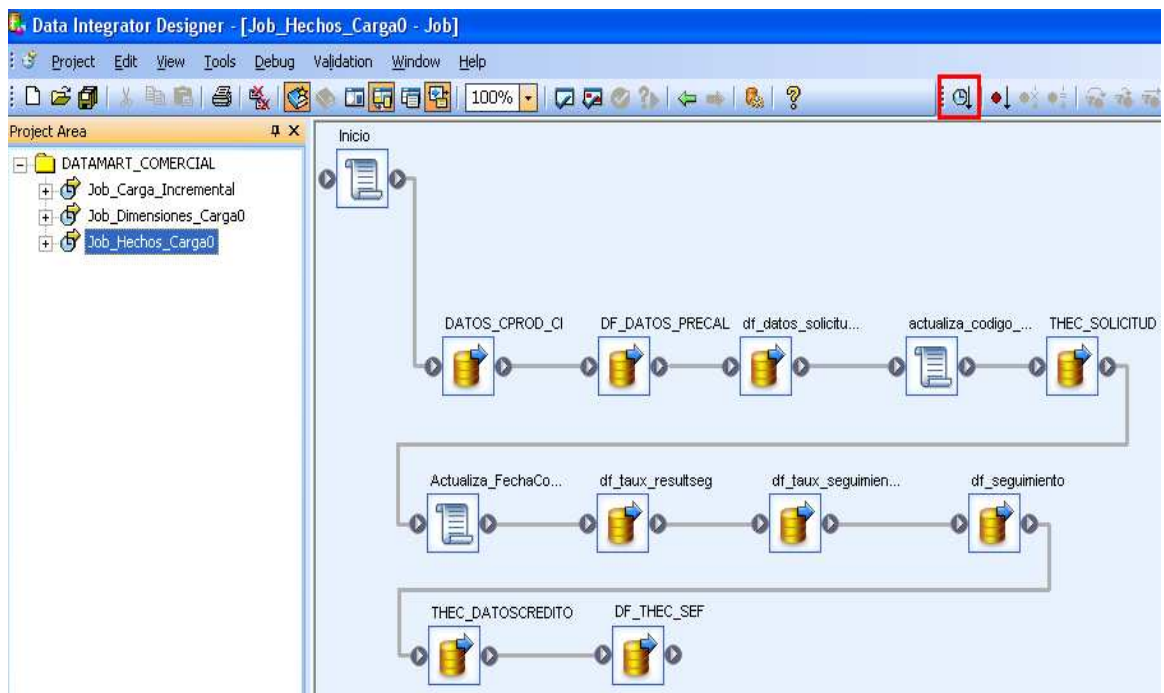 Data Integrator Designer - [Job_Hechos_Carga0 - Job]
Project Edit View Tools Debug Validation Window Help
100%
Project Area
DATAMART_COMERCIAL
Job_Carga_Incremental
Job_Dimensiones_Carga0
Job_Hechos_Carga0
Inicio
DATOS_CPROD_CI DF_DATOS_PRECAL df_datos_solicitu... actualiza_codigo_... THEC_SOLICITUD
Actualiza_FechaCo... df_taux_resultseg df_taux_seguimien... df_seguimiento
THEC_DATOSCREDITO DF_THEC_SEF